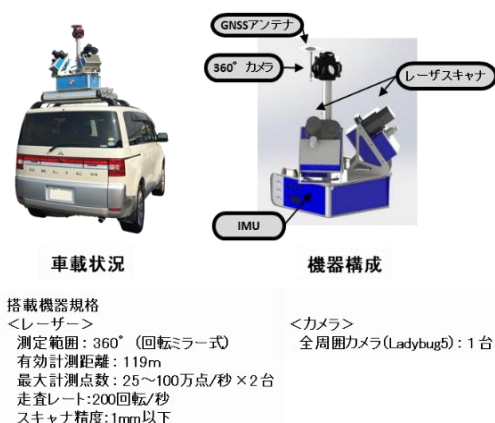 GNSSアンテナ
360°カメラ
レーザスキャナ
IMU
DELICA
車載状況
機器構成
搭載機器規格
<レーザー>
測定範囲：360°（回転ミラー式）
有効計測距離：119m
最大計測点数：25～100万点/秒×2台
走査レート:200回転/秒
スキャナ精度:1mm以下
<カメラ>
全周囲カメラ(Ladybug5)：1台